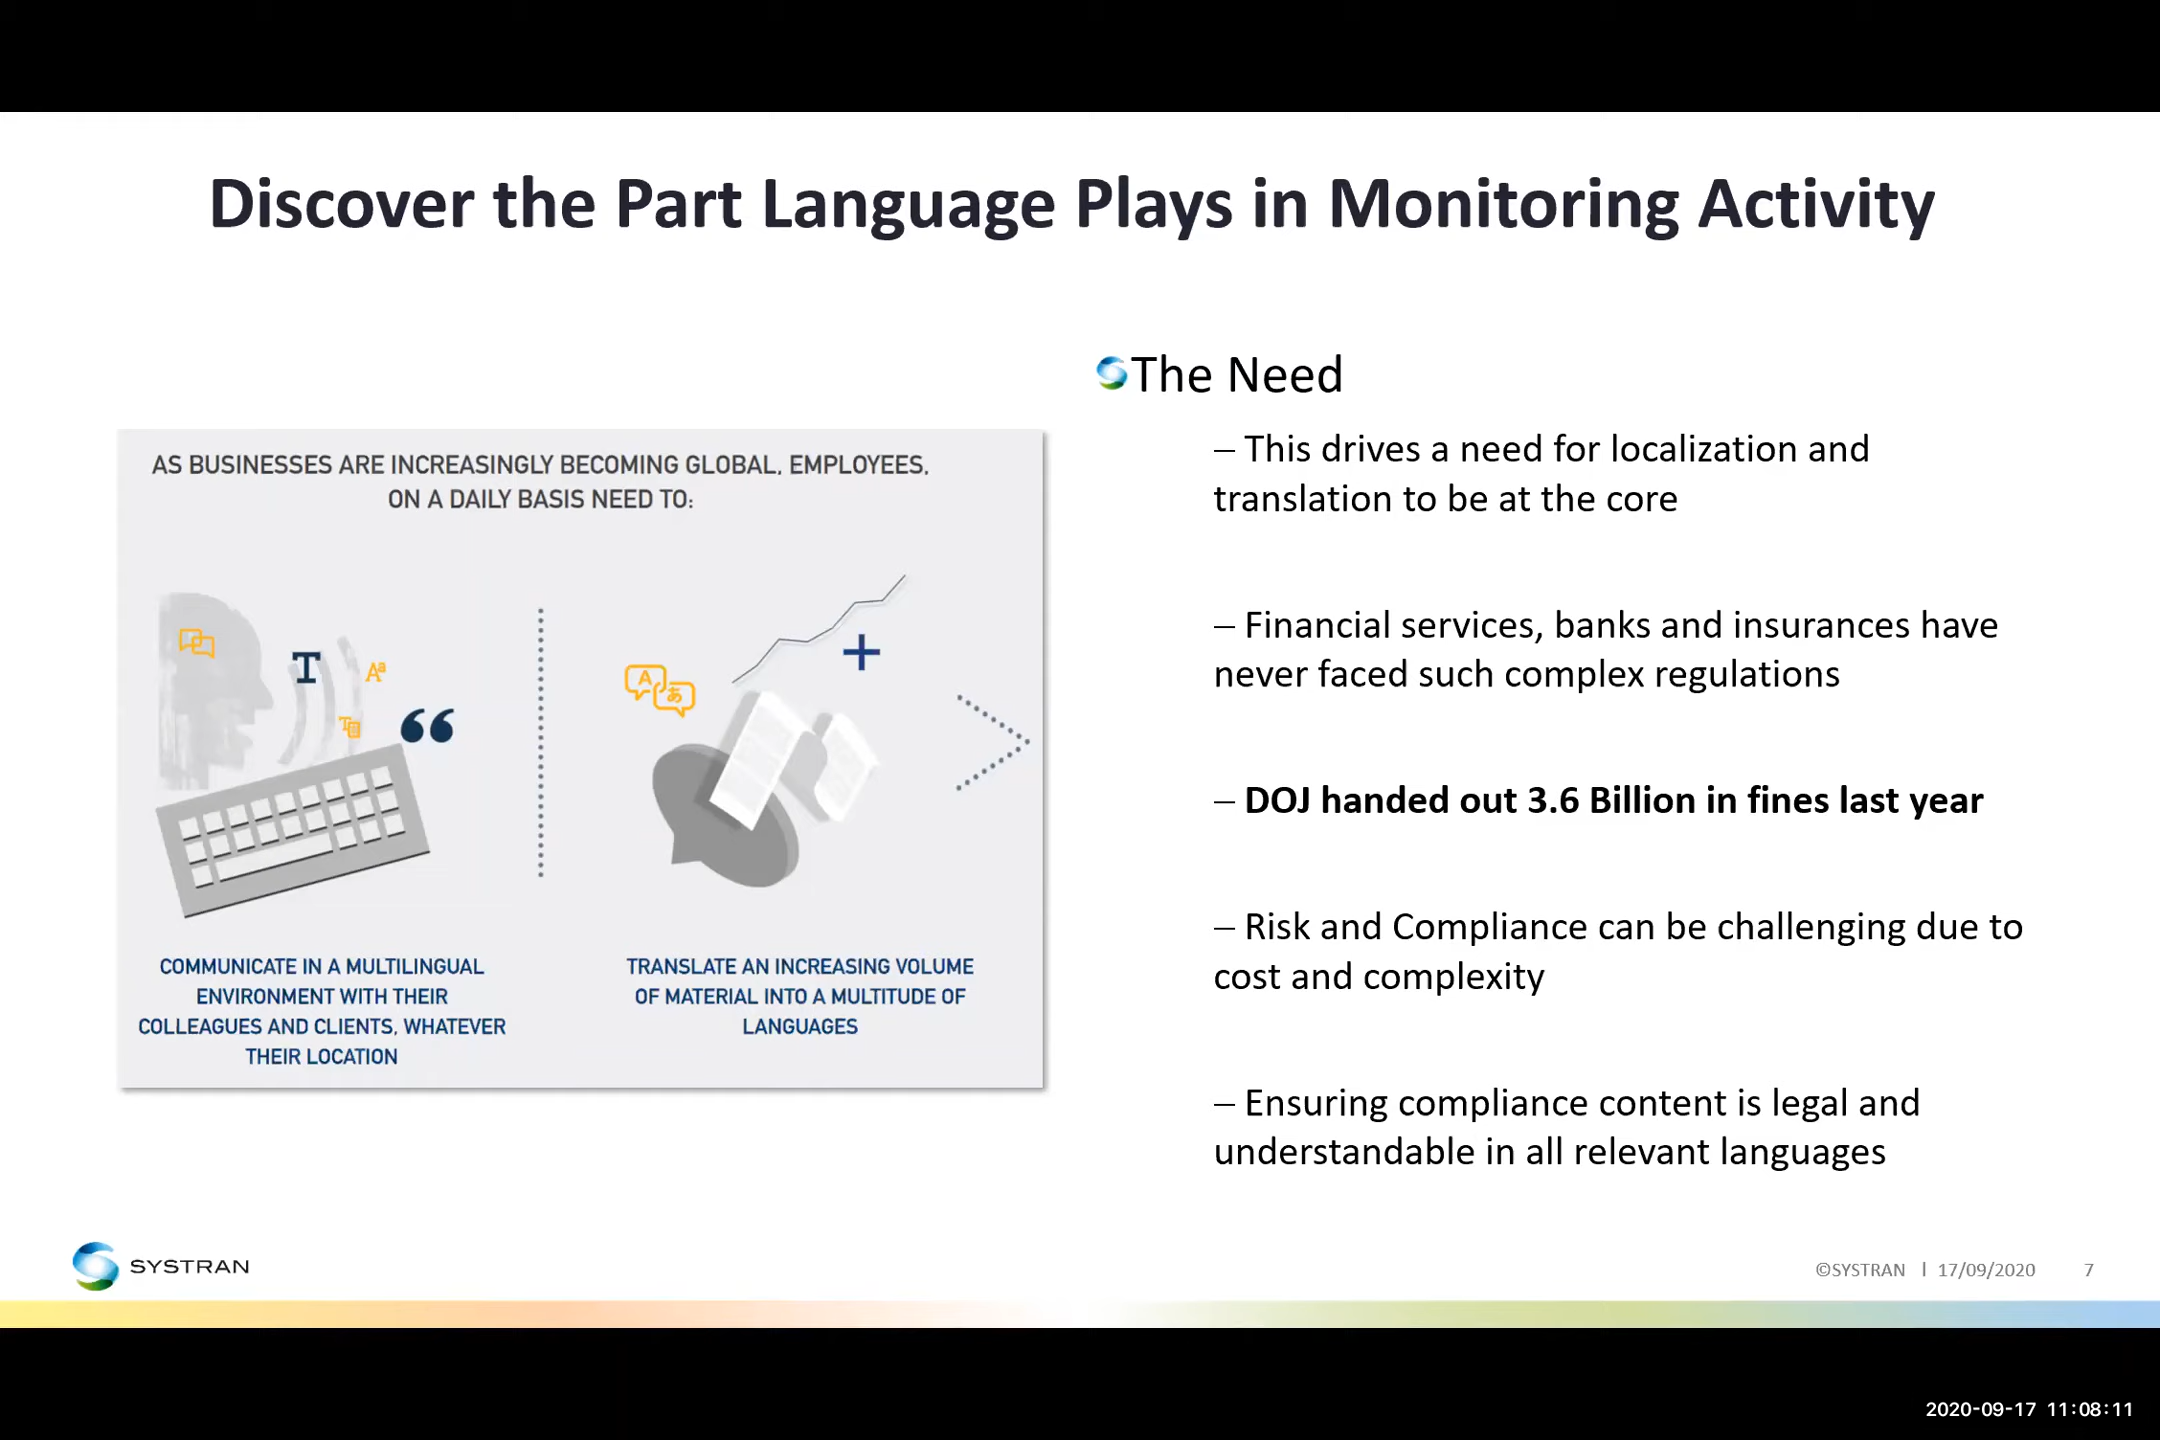 Discover the Part Language Plays in Monitoring Activity
AS BUSINESSES ARE INCREASINGLY BECOMING GLOBAL, EMPLOYEES,
ON A DAILY BASIS NEED TO:
T
Aa
T
“
A
あ
+
COMMUNICATE IN A MULTILINGUAL
ENVIRONMENT WITH THEIR
COLLEAGUES AND CLIENTS, WHATEVER
THEIR LOCATION
TRANSLATE AN INCREASING VOLUME
OF MATERIAL INTO A MULTITUDE OF
LANGUAGES
The Need
– This drives a need for localization and
translation to be at the core
– Financial services, banks and insurances have
never faced such complex regulations
– DOJ handed out 3.6 Billion in fines last year
– Risk and Compliance can be challenging due to
cost and complexity
– Ensuring compliance content is legal and
understandable in all relevant languages
SYSTRAN
©SYSTRAN | 17/09/2020 7
2020-09-17 11:08:11